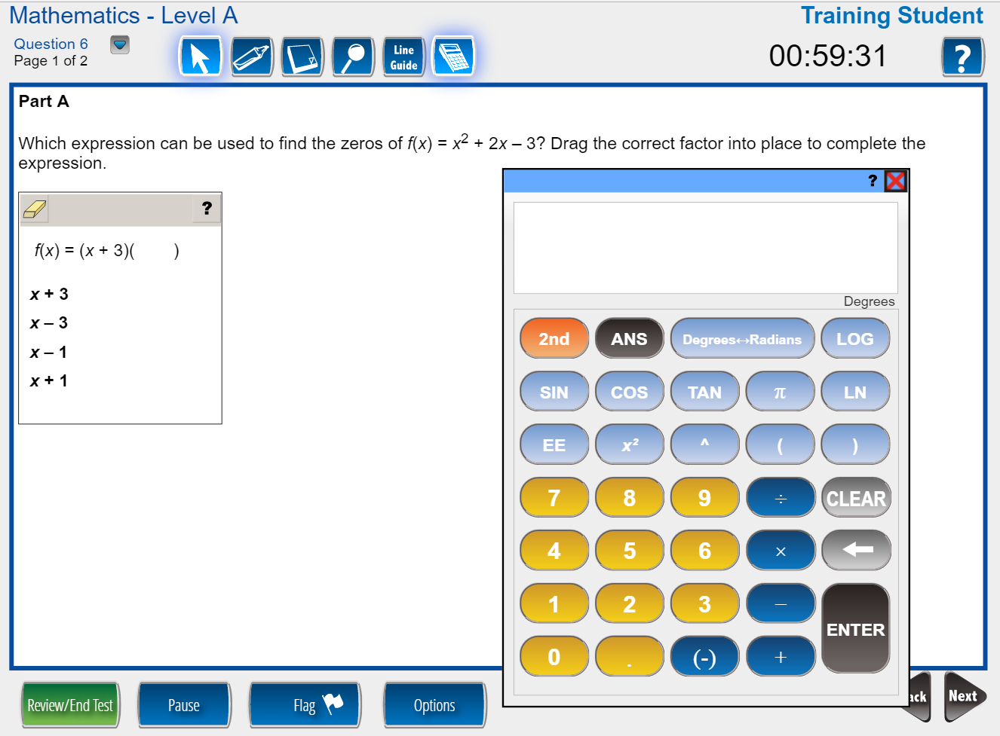 Mathematics - Level A
Training Student
Question 6
Page 1 of 2
Line
Guide
00:59:31
?
Part A
Which expression can be used to find the zeros of f(x) = x² + 2x – 3? Drag the correct factor into place to complete the
expression.
?
?
f(x) = (x + 3)( )
x + 3
x – 3
x – 1
x + 1
Degrees
2nd ANS Degrees↔Radians LOG
SIN COS TAN π LN
EE x² ^ ( )
7 8 9 ÷ CLEAR
4 5 6 ×
1 2 3 –
ENTER
0 . (-) +
Review/End Test
Pause
Flag
Options
ack
Next